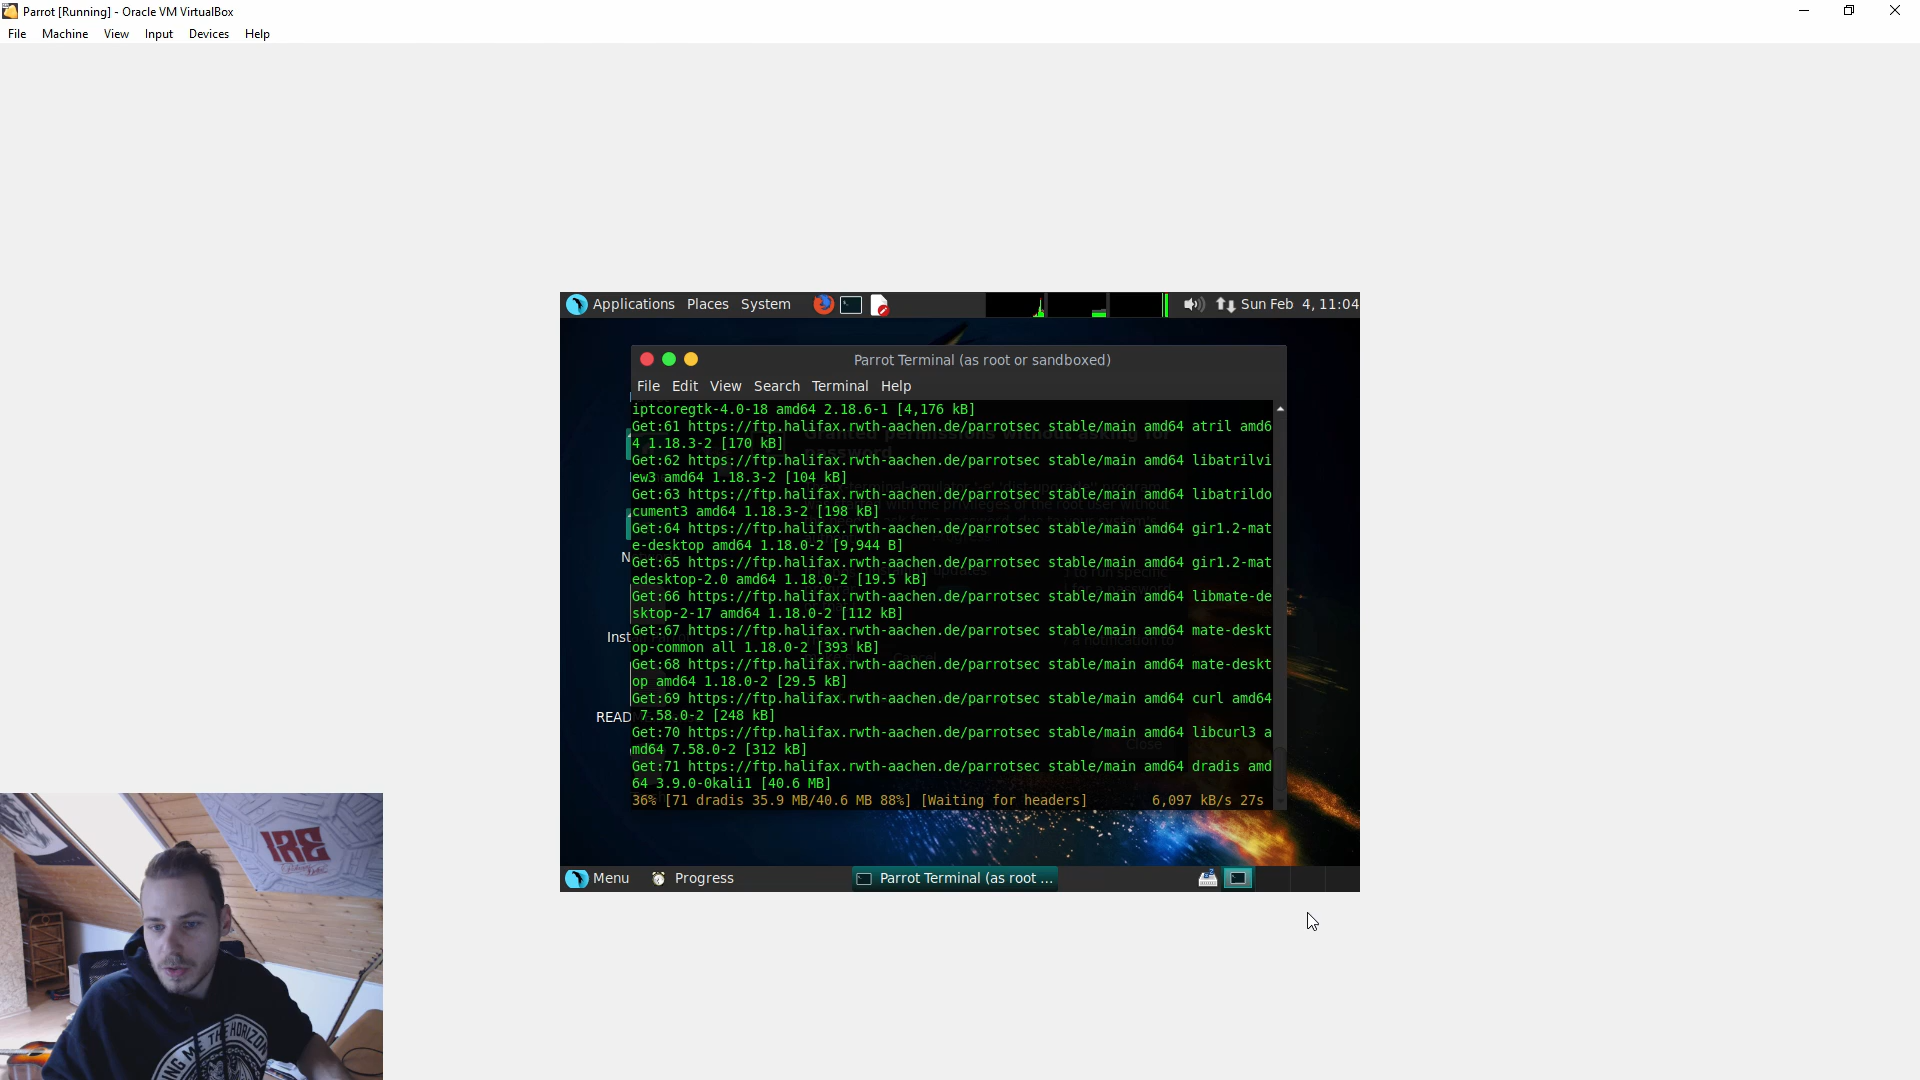 Parrot [Running] - Oracle VM VirtualBox
File Machine View Input Devices Help
Applications Places System Sun Feb 4, 11:04
Parrot Terminal (as root or sandboxed)
File Edit View Search Terminal Help
iptcoregtk-4.0-18 amd64 2.18.6-1 [4,176 kB]
Get:61 https://ftp.halifax.rwth-aachen.de/parrotsec stable/main amd64 atril amd6
4 1.18.3-2 [170 kB]
Get:62 https://ftp.halifax.rwth-aachen.de/parrotsec stable/main amd64 libatrilvi
ew3 amd64 1.18.3-2 [104 kB]
Get:63 https://ftp.halifax.rwth-aachen.de/parrotsec stable/main amd64 libatrildo
cument3 amd64 1.18.3-2 [198 kB]
Get:64 https://ftp.halifax.rwth-aachen.de/parrotsec stable/main amd64 gir1.2-mat
e-desktop amd64 1.18.0-2 [9,944 B]
Get:65 https://ftp.halifax.rwth-aachen.de/parrotsec stable/main amd64 gir1.2-mat
edesktop-2.0 amd64 1.18.0-2 [19.5 kB]
Get:66 https://ftp.halifax.rwth-aachen.de/parrotsec stable/main amd64 libmate-de
sktop-2-17 amd64 1.18.0-2 [112 kB]
Get:67 https://ftp.halifax.rwth-aachen.de/parrotsec stable/main amd64 mate-deskt
op-common all 1.18.0-2 [393 kB]
Get:68 https://ftp.halifax.rwth-aachen.de/parrotsec stable/main amd64 mate-deskt
op amd64 1.18.0-2 [29.5 kB]
Get:69 https://ftp.halifax.rwth-aachen.de/parrotsec stable/main amd64 curl amd64
7.58.0-2 [248 kB]
Get:70 https://ftp.halifax.rwth-aachen.de/parrotsec stable/main amd64 libcurl3 a
md64 7.58.0-2 [312 kB]
Get:71 https://ftp.halifax.rwth-aachen.de/parrotsec stable/main amd64 dradis amd
64 3.9.0-0kali1 [40.6 MB]
36% [71 dradis 35.9 MB/40.6 MB 88%] [Waiting for headers] 6,097 kB/s 27s
Granted permissions without asking for
password
Close
N
Inst
READ
Menu Progress Parrot Terminal (as root ...
IRE
ING ME THE HORIZON